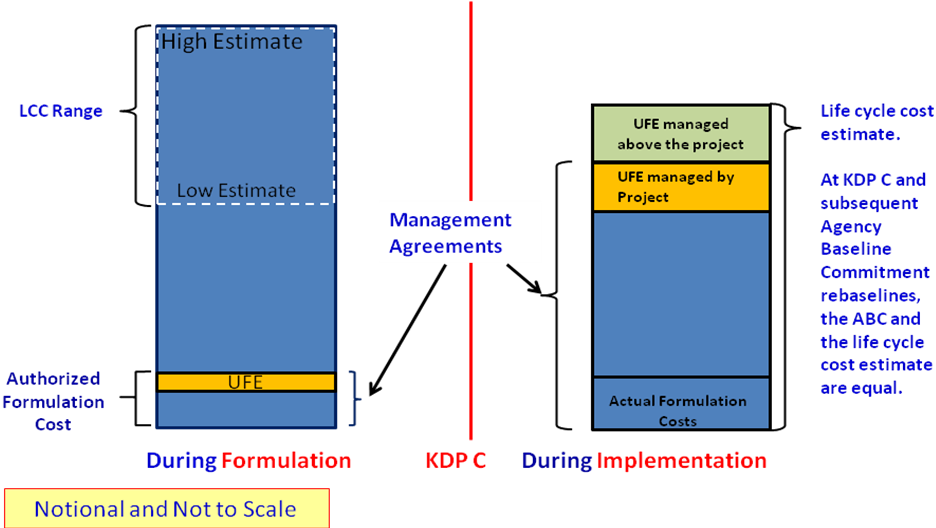 High Estimate
LCC Range
Low Estimate
Authorized
Formulation
Cost
UFE
During Formulation
Management
Agreements
KDP C
UFE managed
above the project
UFE managed by
Project
Actual Formulation
Costs
During Implementation
Life cycle cost
estimate.
At KDP C and
subsequent
Agency
Baseline
Commitment
rebaselines,
the ABC and
the life cycle
cost estimate
are equal.
Notional and Not to Scale